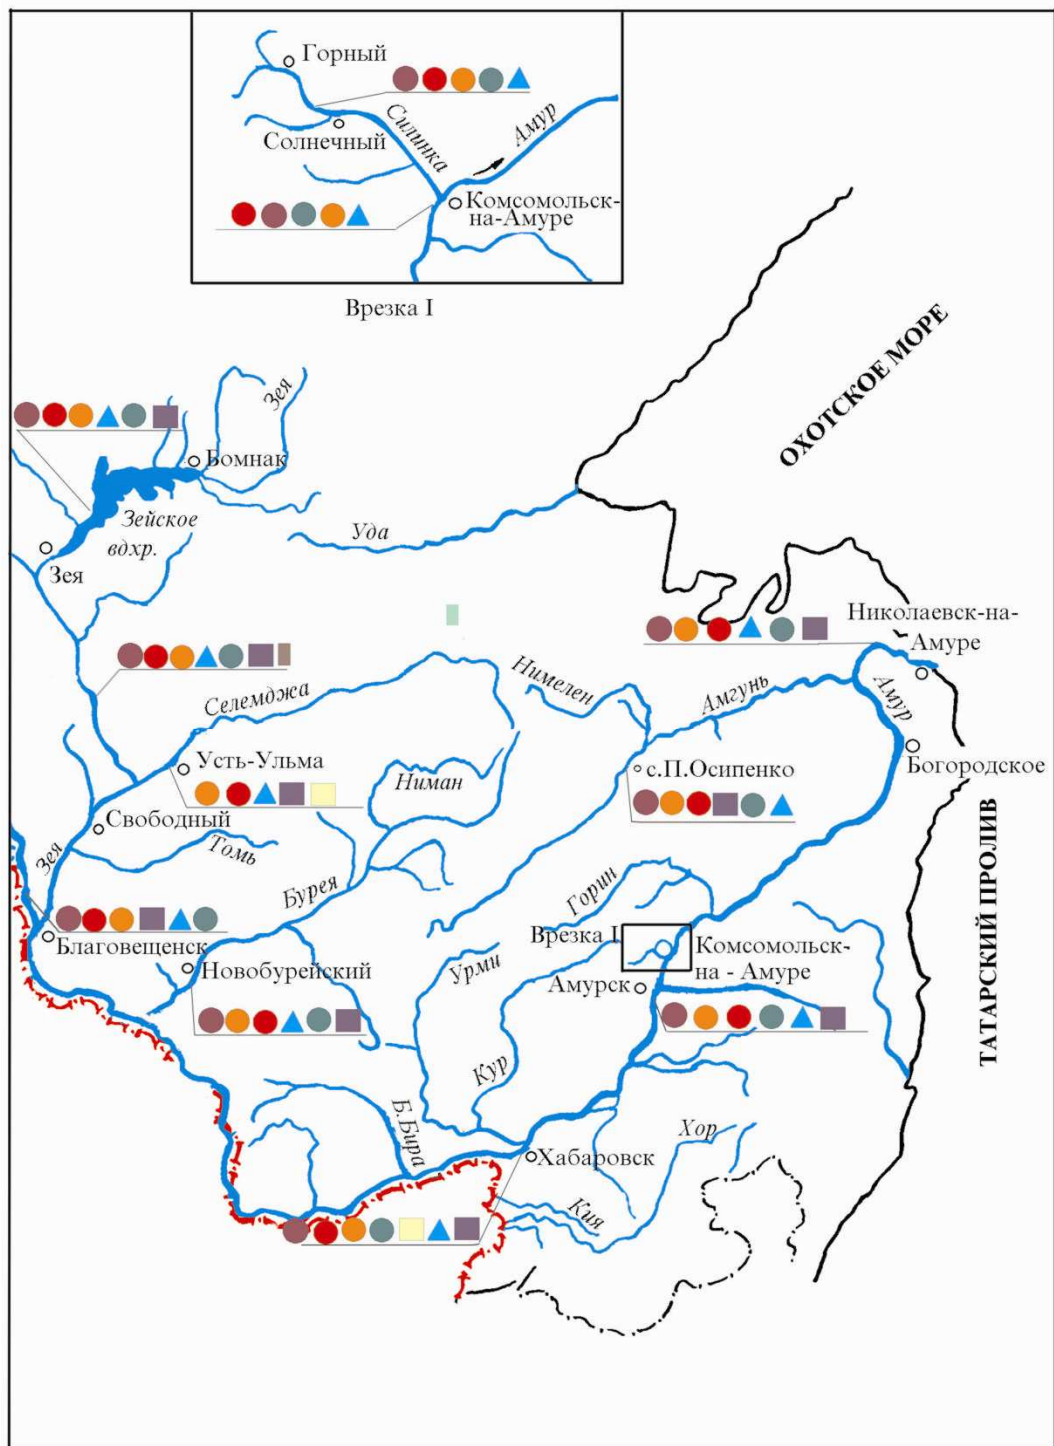 Горный
Солнечный
Силинка
Амур
Комсомольск-
на-Амуре
Врезка I
ОХОТСКОЕ МОРЕ
Зея
Бомнак
Зейское
вдхр.
Зея
Уда
Николаевск-на-
Амуре
Нимелен
Амгунь
Амур
Селемджа
Богородское
Усть-Ульма
Ниман
с.П.Осипенко
Свободный
Зея
Томь
ТАТАРСКИЙ ПРОЛИВ
Бурея
Горин
Благовещенск
Врезка I
Комсомольск-
на - Амуре
Новобурейский
Урми
Амурск
Кур
Б.Бира
Хор
Хабаровск
Кия